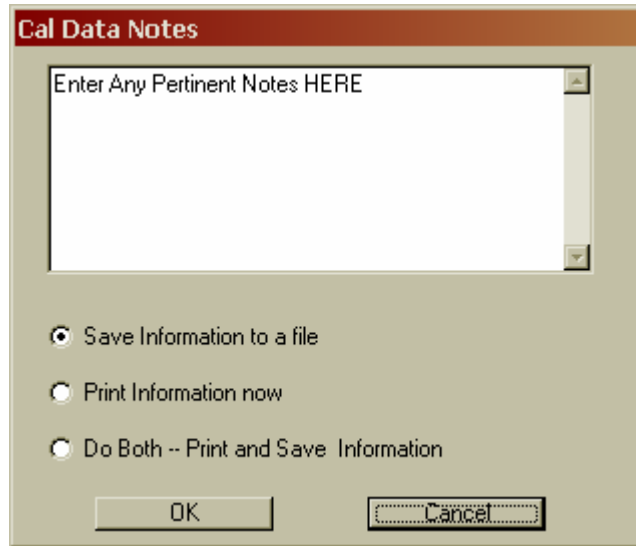 Cal Data Notes
Enter Any Pertinent Notes HERE
Save Information to a file
Print Information now
Do Both -- Print and Save Information
OK
Cancel